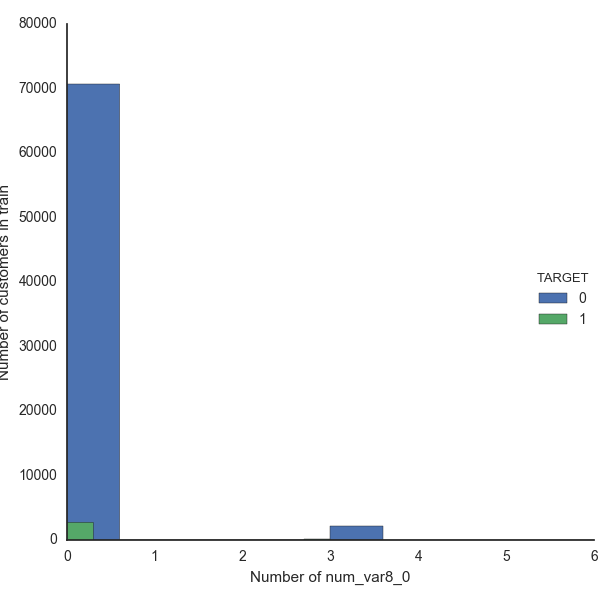 80000
70000
60000
50000
40000
30000
20000
10000
0
Number of customers in train
0 1 2 3 4 5 6
Number of num_var8_0
TARGET
0
1